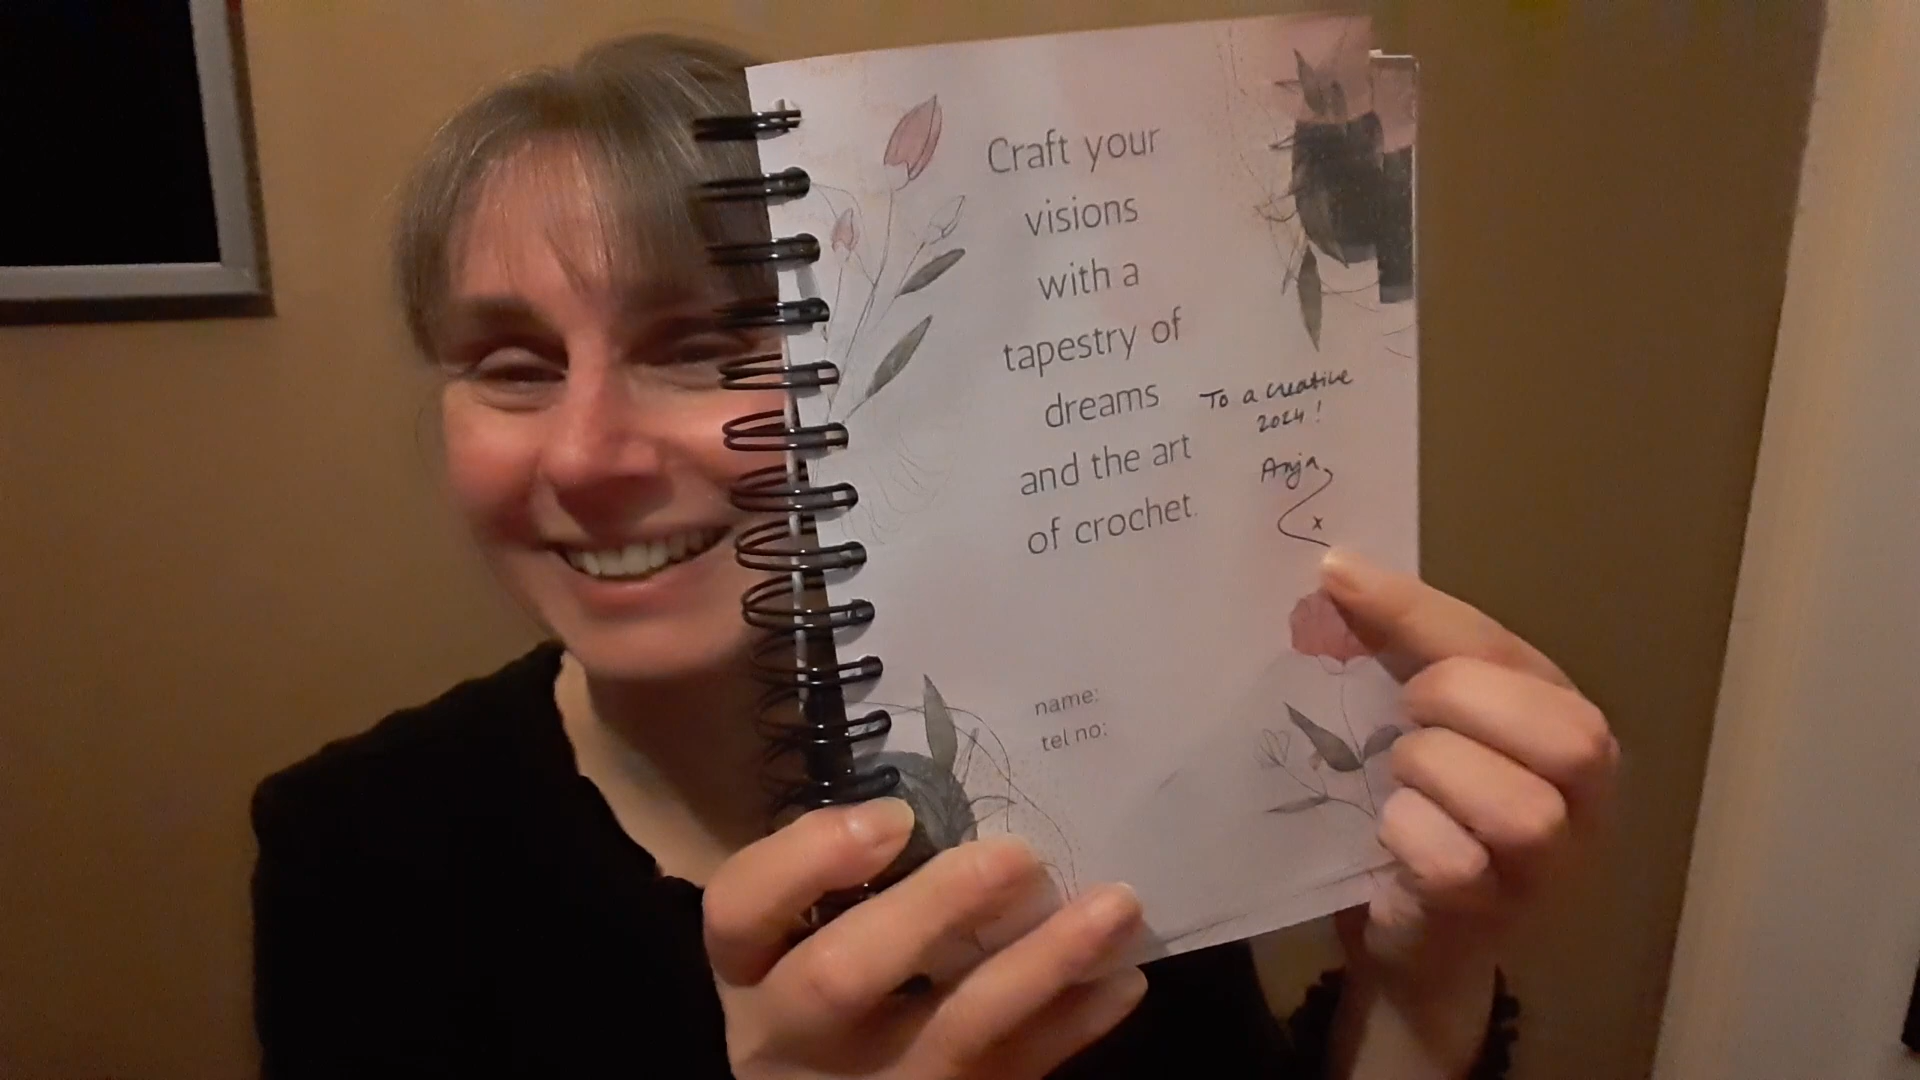 Craft your
visions
with a
tapestry of
dreams
and the art
of crochet.
To a creative
2024!
Anja
x
name:
tel no: